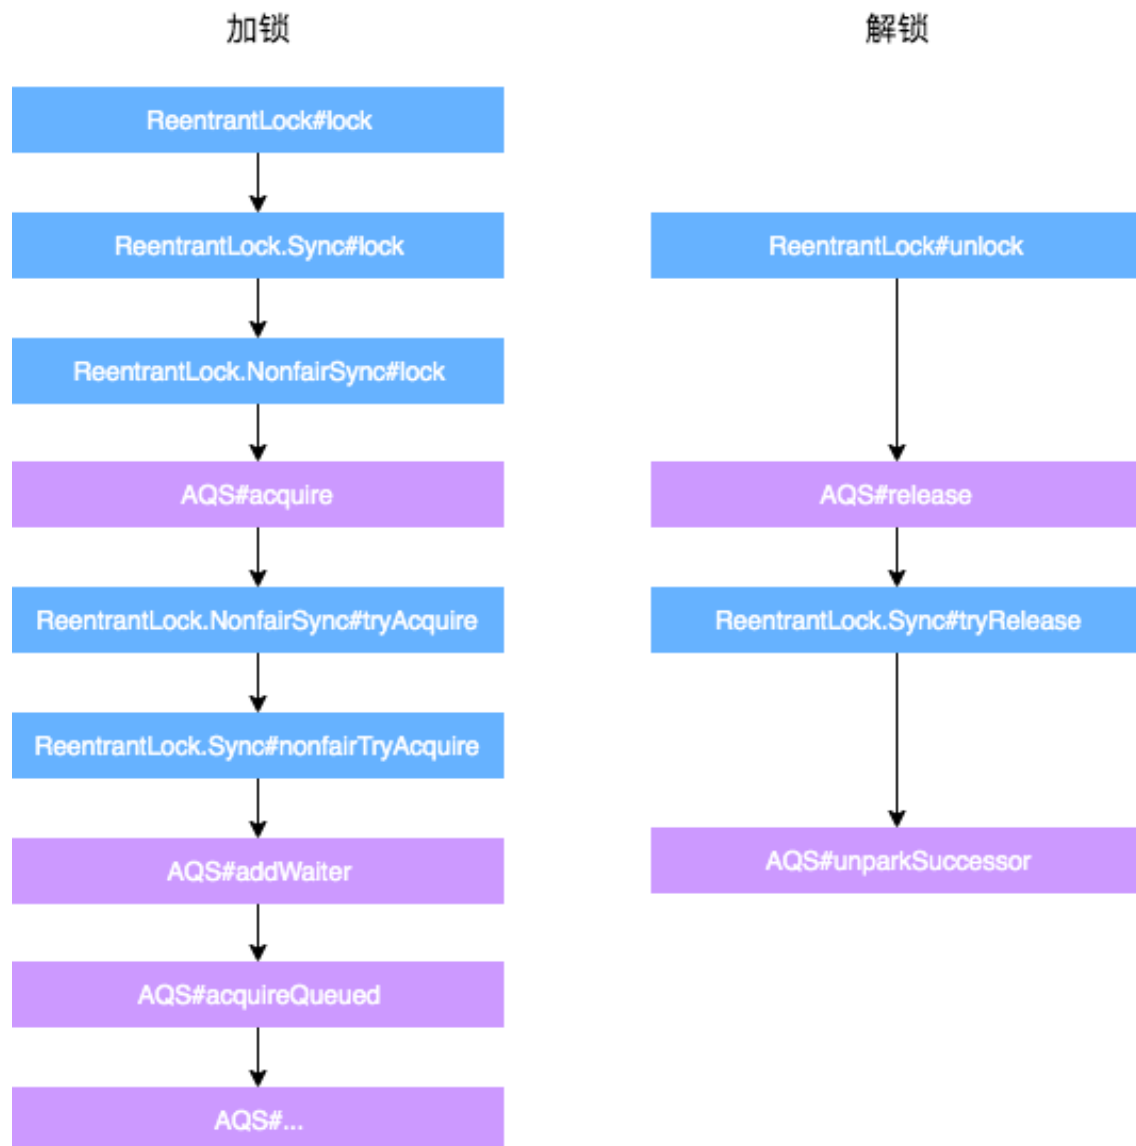 加锁
ReentrantLock#lock
ReentrantLock.Sync#lock
ReentrantLock.NonfairSync#lock
AQS#acquire
ReentrantLock.NonfairSync#tryAcquire
ReentrantLock.Sync#nonfairTryAcquire
AQS#addWaiter
AQS#acquireQueued
AQS#...
解锁
ReentrantLock#unlock
AQS#release
ReentrantLock.Sync#tryRelease
AQS#unparkSuccessor